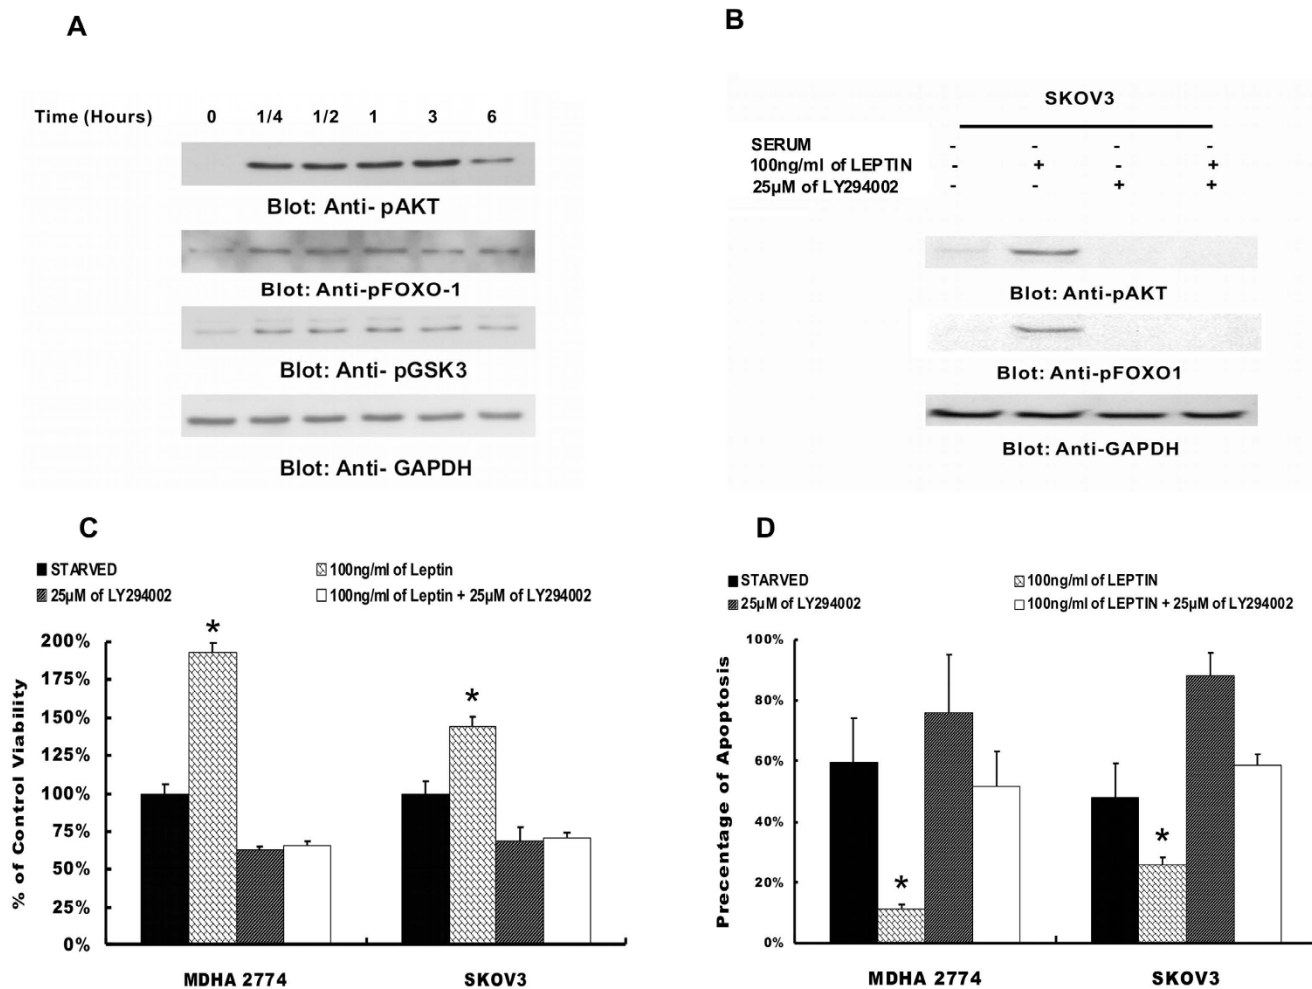 A
Time (Hours) 0 1/4 1/2 1 3 6
Blot: Anti- pAKT
Blot: Anti-pFOXO-1
Blot: Anti- pGSK3
Blot: Anti- GAPDH
B
SKOV3
SERUM - - - -
100ng/ml of LEPTIN - + - +
25µM of LY294002 - - + +
Blot: Anti-pAKT
Blot: Anti-pFOXO1
Blot: Anti-GAPDH
C
STARVED 100ng/ml of Leptin
25µM of LY294002 100ng/ml of Leptin + 25µM of LY294002
% of Control Viability
200%
175%
150%
125%
100%
75%
50%
25%
0%
* *
MDHA 2774 SKOV3
D
STARVED 100ng/ml of LEPTIN
25µM of LY294002 100ng/ml of LEPTIN + 25µM of LY294002
Precentage of Apoptosis
100%
80%
60%
40%
20%
0%
* *
MDHA 2774 SKOV3